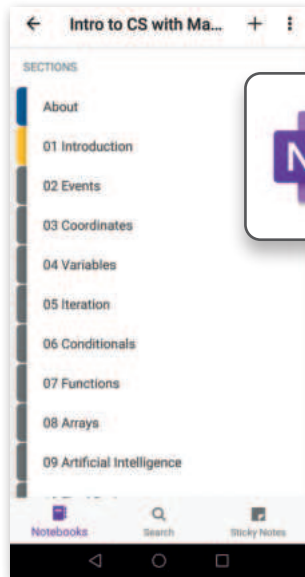 Intro to CS with Ma...
SECTIONS
About
01 Introduction
N
02 Events
03 Coordinates
04 Variables
05 Iteration
06 Conditionals
07 Functions
08 Arrays
09 Artificial Intelligence
Notebooks Search Sticky Notes